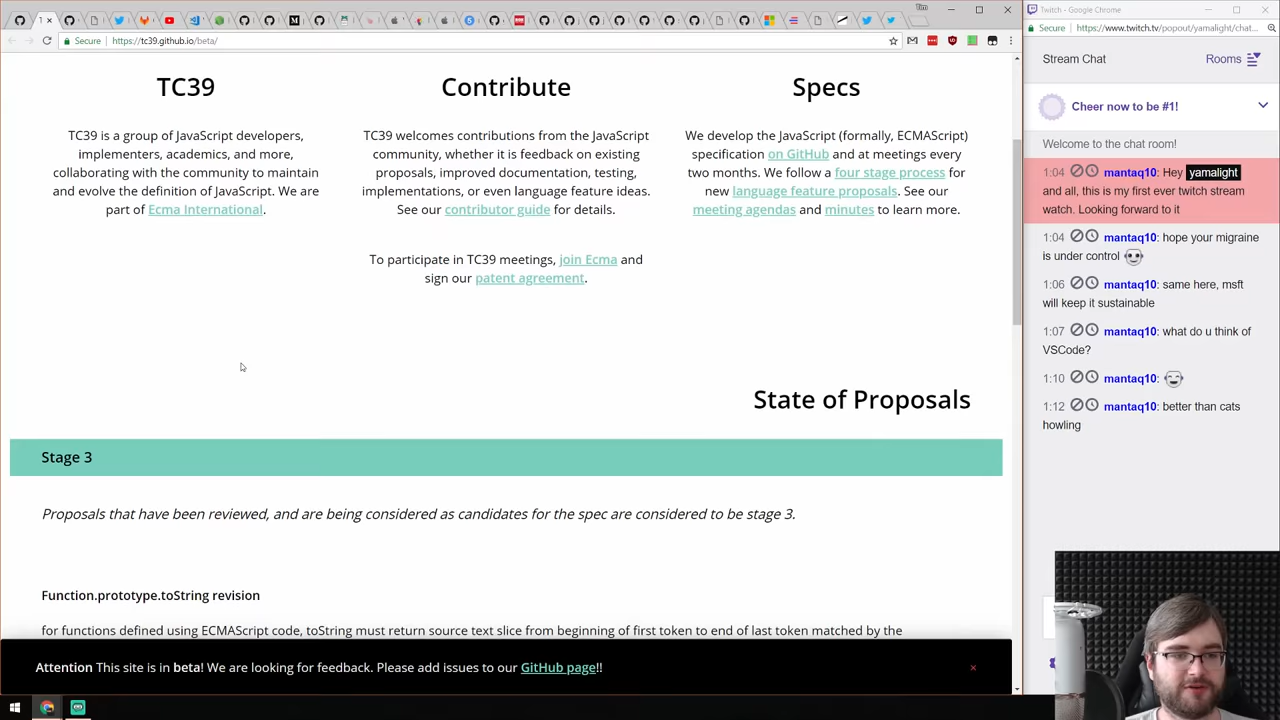 Tim
Secure
https://tc39.github.io/beta/
TC39
TC39 is a group of JavaScript developers,
implementers, academics, and more,
collaborating with the community to maintain
and evolve the definition of JavaScript. We are
part of Ecma International.
Contribute
TC39 welcomes contributions from the JavaScript
community, whether it is feedback on existing
proposals, improved documentation, testing,
implementations, or even language feature ideas.
See our contributor guide for details.
To participate in TC39 meetings, join Ecma and
sign our patent agreement.
Specs
We develop the JavaScript (formally, ECMAScript)
specification on GitHub and at meetings every
two months. We follow a four stage process for
new language feature proposals. See our
meeting agendas and minutes to learn more.
State of Proposals
Stage 3
Proposals that have been reviewed, and are being considered as candidates for the spec are considered to be stage 3.
Function.prototype.toString revision
for functions defined using ECMAScript code, toString must return source text slice from beginning of first token to end of last token matched by the
Attention This site is in beta! We are looking for feedback. Please add issues to our GitHub page!!
Twitch - Google Chrome
Secure
https://www.twitch.tv/popout/yamalight/chat...
Stream Chat
Rooms
Cheer now to be #1!
Welcome to the chat room!
1:04 mantaq10: Hey yamalight
and all, this is my first ever twitch stream
watch. Looking forward to it
1:04 mantaq10: hope your migraine
is under control
1:06 mantaq10: same here, msft
will keep it sustainable
1:07 mantaq10: what do u think of
VSCode?
1:10 mantaq10:
1:12 mantaq10: better than cats
howling